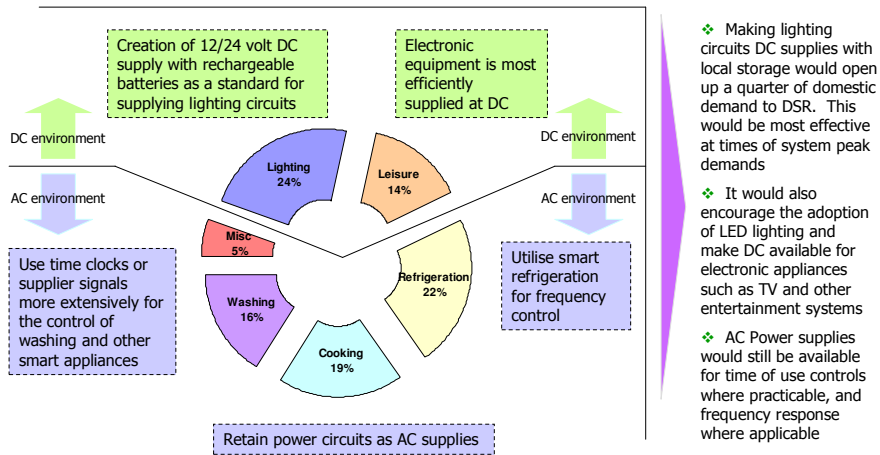 Creation of 12/24 volt DC
supply with rechargeable
batteries as a standard for
supplying lighting circuits
Electronic
equipment is most
efficiently
supplied at DC
DC environment
DC environment
AC environment
AC environment
Lighting
24%
Leisure
14%
Misc
5%
Refrigeration
22%
Washing
16%
Cooking
19%
Use time clocks or
supplier signals
more extensively for
the control of
washing and other
smart appliances
Utilise smart
refrigeration
for frequency
control
Retain power circuits as AC supplies
❖ Making lighting
circuits DC supplies with
local storage would open
up a quarter of domestic
demand to DSR. This
would be most effective
at times of system peak
demands
❖ It would also
encourage the adoption
of LED lighting and
make DC available for
electronic appliances
such as TV and other
entertainment systems
❖ AC Power supplies
would still be available
for time of use controls
where practicable, and
frequency response
where applicable